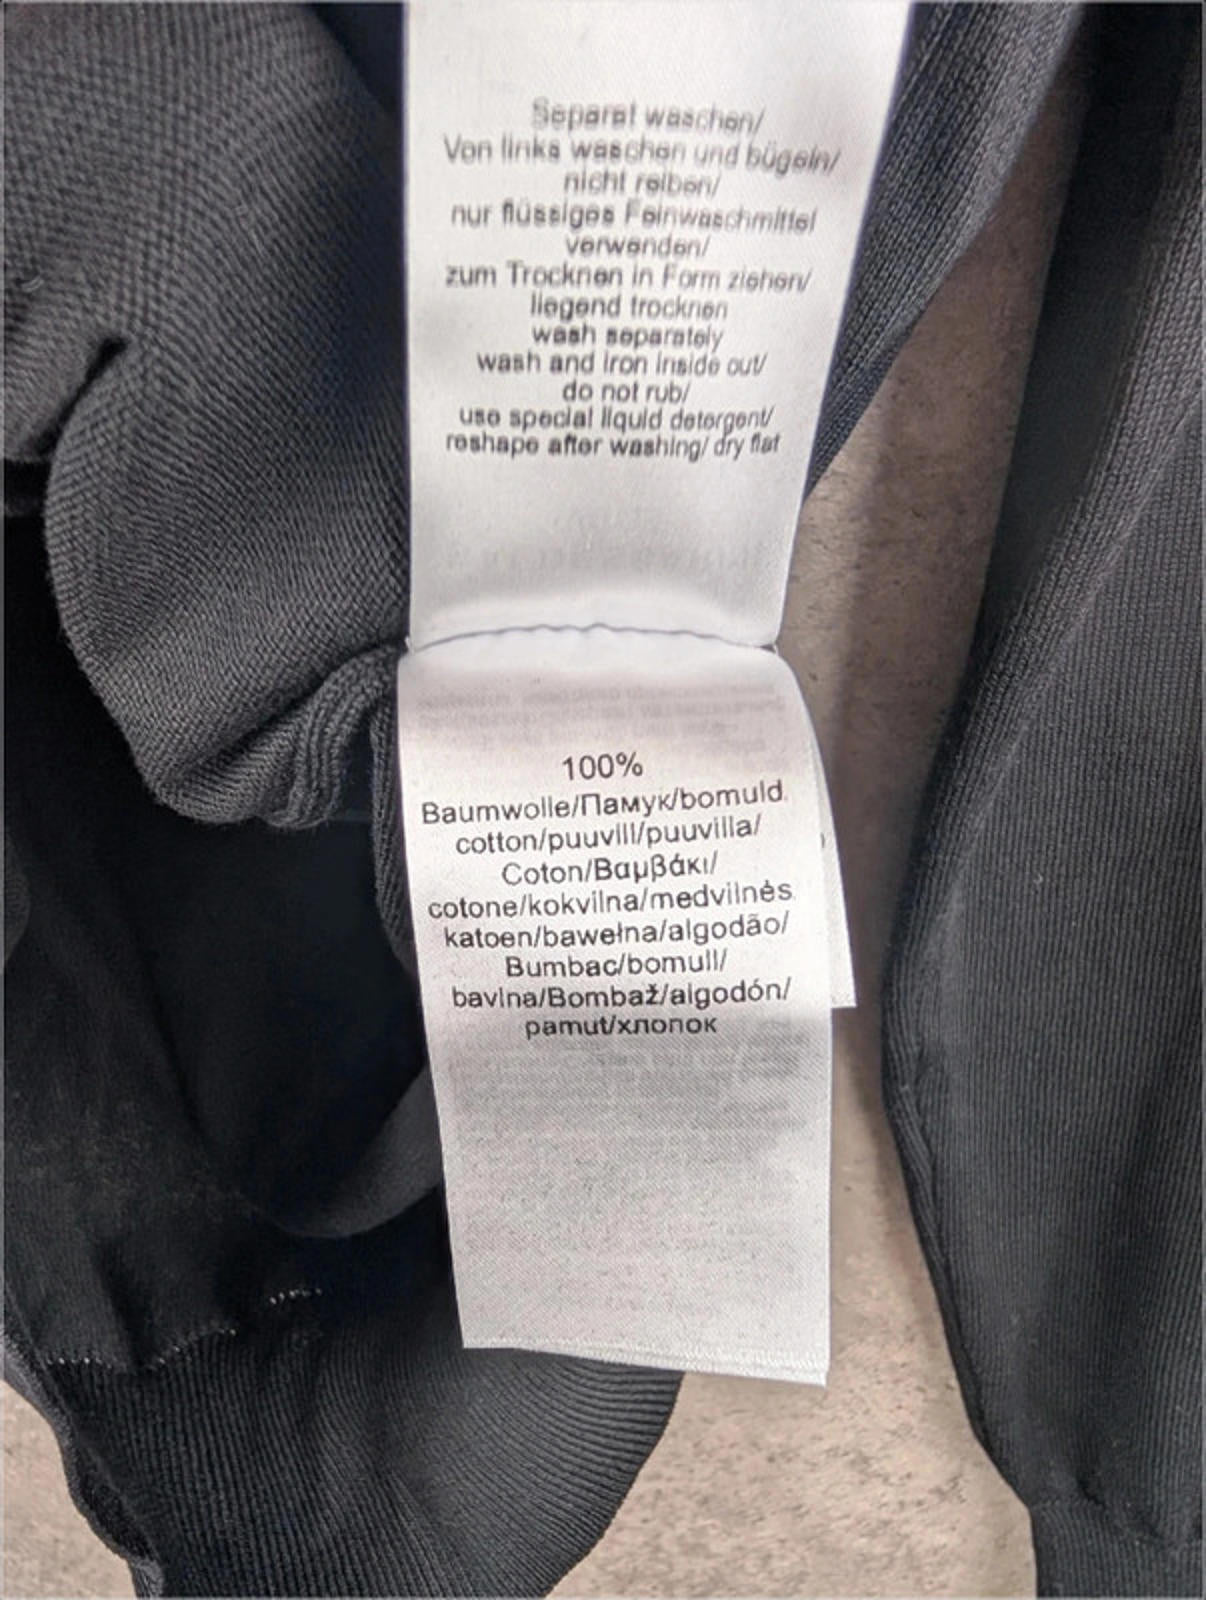 Separat waschen/
Von links waschen und bügeln/
nicht reiben/
nur flüssiges Feinwaschmittel
verwenden/
zum Trocknen in Form ziehen/
liegend trocknen
wash separately
wash and iron inside out/
do not rub/
use special liquid detergent/
reshape after washing/ dry flat
100%
Baumwolle/Памук/bomuld
cotton/puuvill/puuvilla/
Coton/Βαμβάκι/
cotone/kokvilna/medvilnės
katoen/bawełna/algodão/
Bumbac/bomull/
bavlna/Bombaž/algodón/
pamut/хлопок